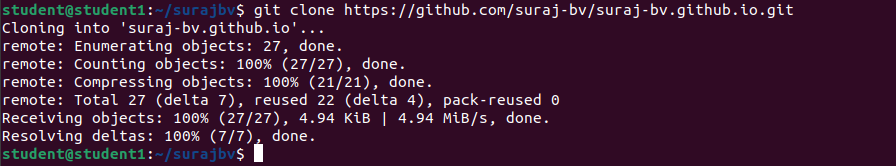 student@student1:~/surajbv$ git clone https://github.com/suraj-bv/suraj-bv.github.io.git
Cloning into 'suraj-bv.github.io'...
remote: Enumerating objects: 27, done.
remote: Counting objects: 100% (27/27), done.
remote: Compressing objects: 100% (21/21), done.
remote: Total 27 (delta 7), reused 22 (delta 4), pack-reused 0
Receiving objects: 100% (27/27), 4.94 KiB | 4.94 MiB/s, done.
Resolving deltas: 100% (7/7), done.
student@student1:~/surajbv$